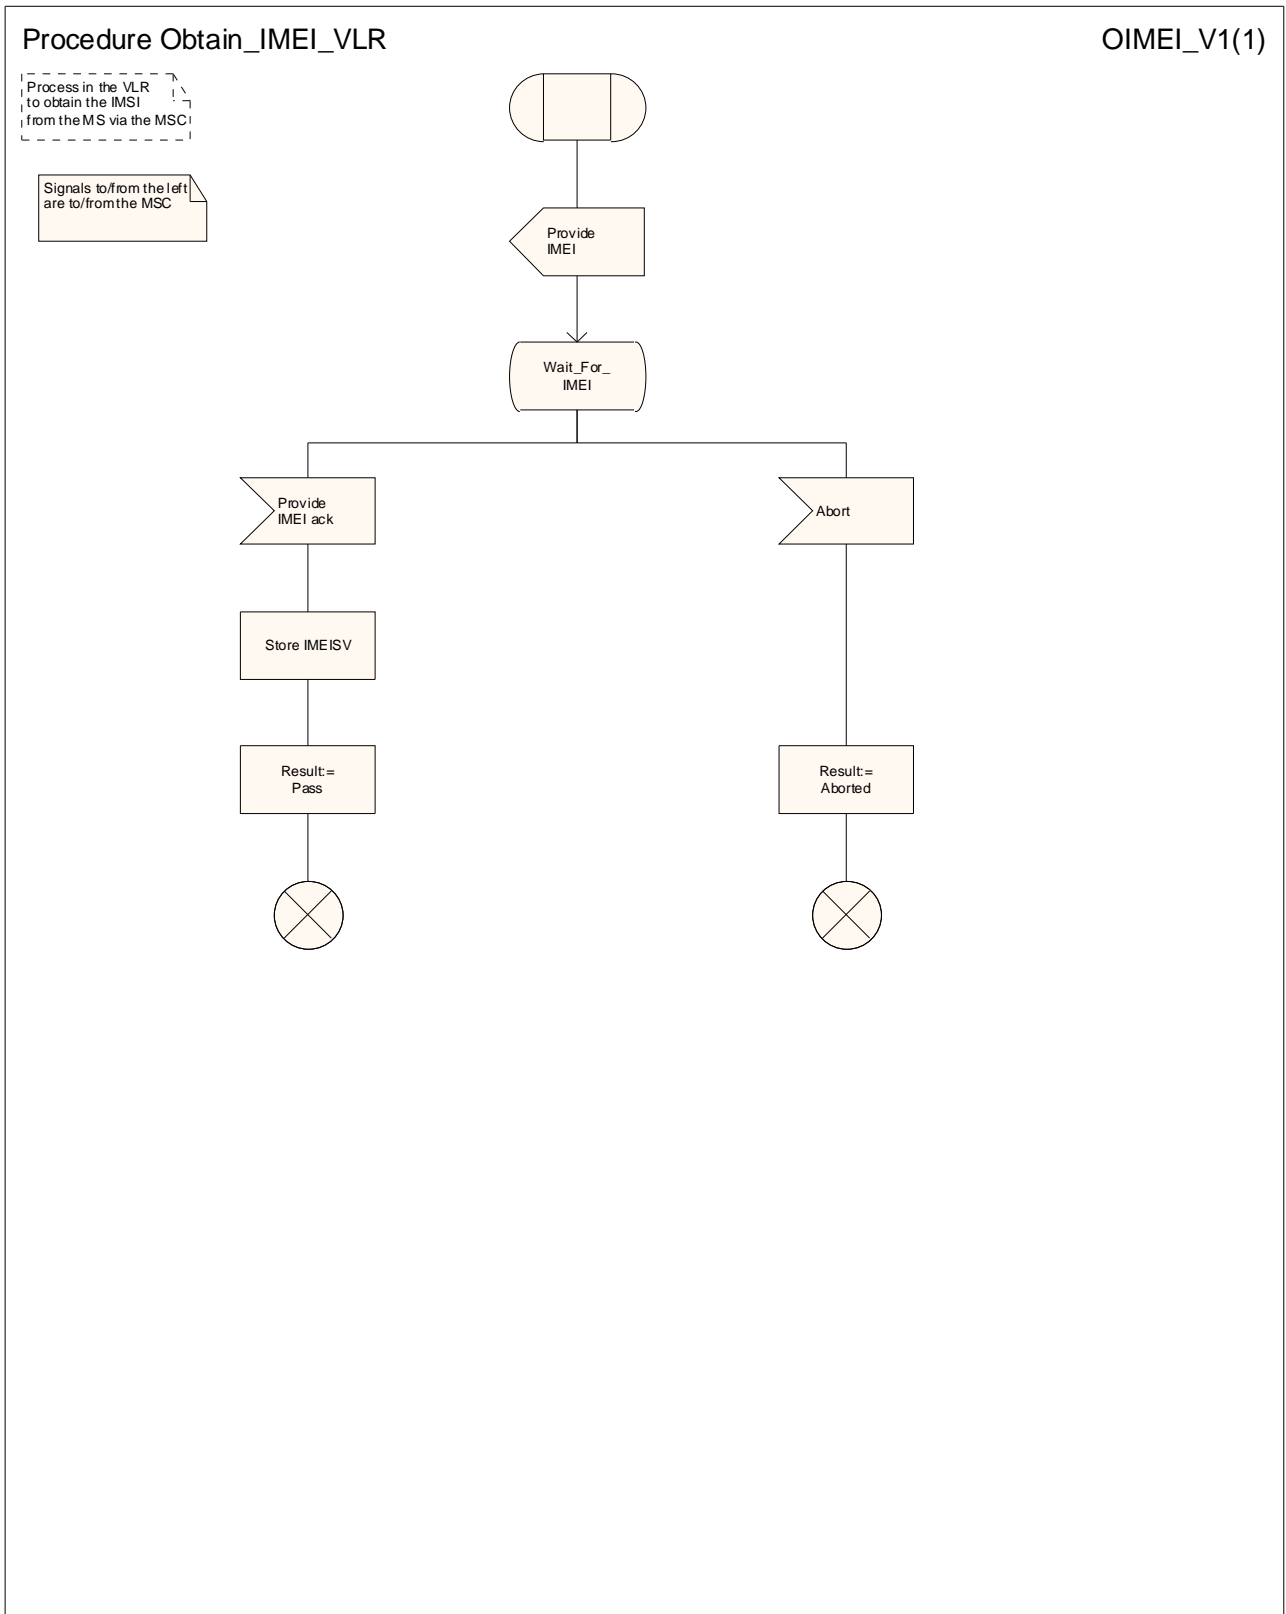 Procedure Obtain_IMEI_VLR
OIMEI_V1(1)
Process in the VLR
to obtain the IMSI
from the MS via the MSC
Signals to/from the left
are to/from the MSC
Provide
IMEI
Wait_For_
IMEI
Provide
IMEI ack
Abort
Store IMEISV
Result:=
Pass
Result:=
Aborted